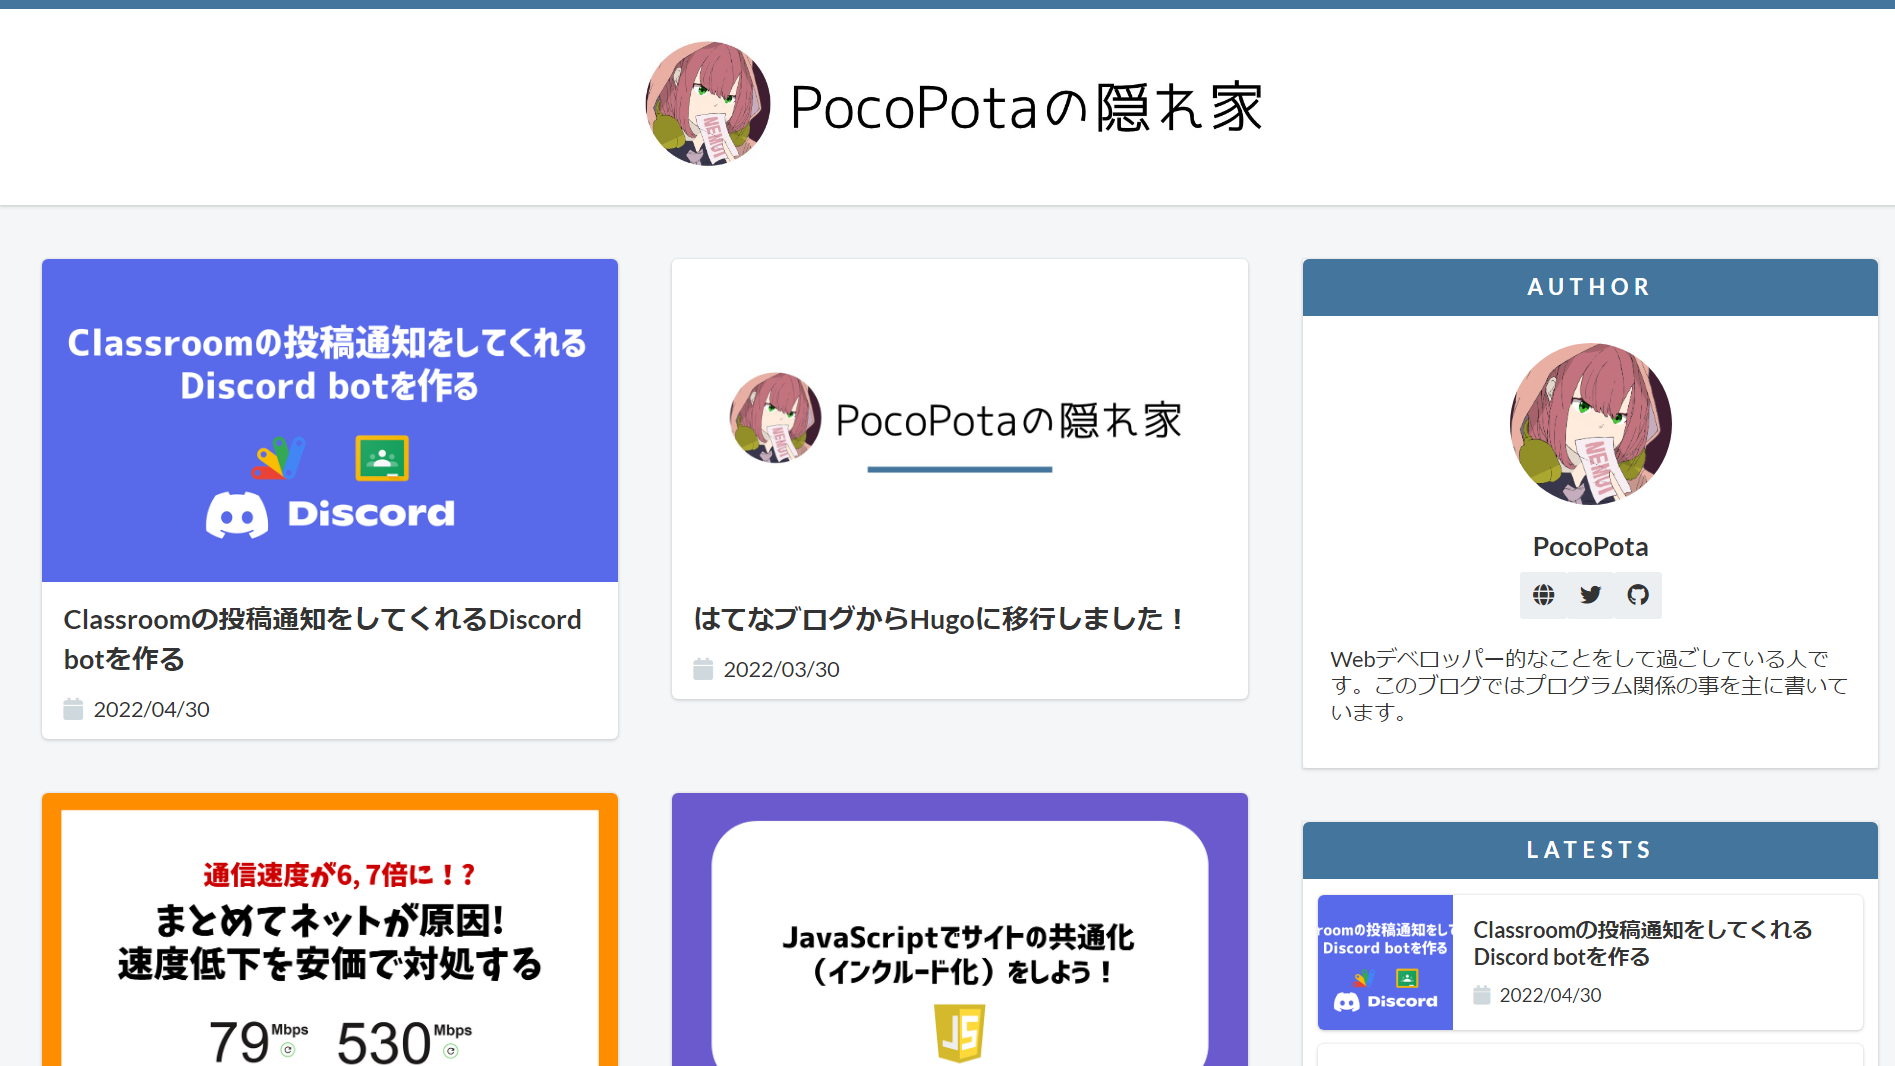 NEMUI
PocoPotaの隠れ家
Classroomの投稿通知をしてくれる
Discord botを作る
Discord
Classroomの投稿通知をしてくれるDiscord
botを作る
2022/04/30
NEMUI
PocoPotaの隠れ家
はてなブログからHugoに移行しました！
2022/03/30
通信速度が6,7倍に！?
まとめてネットが原因!
速度低下を安価で対処する
79 Mbps 530 Mbps
JavaScriptでサイトの共通化
（インクルード化）をしよう！
JS
AUTHOR
NEMUI
PocoPota
Webデベロッパー的なことをして過ごしている人で
す。このブログではプログラム関係の事を主に書いて
います。
LATESTS
roomの投稿通知をして
Discord botを作る
Discord
Classroomの投稿通知をしてくれる
Discord botを作る
2022/04/30